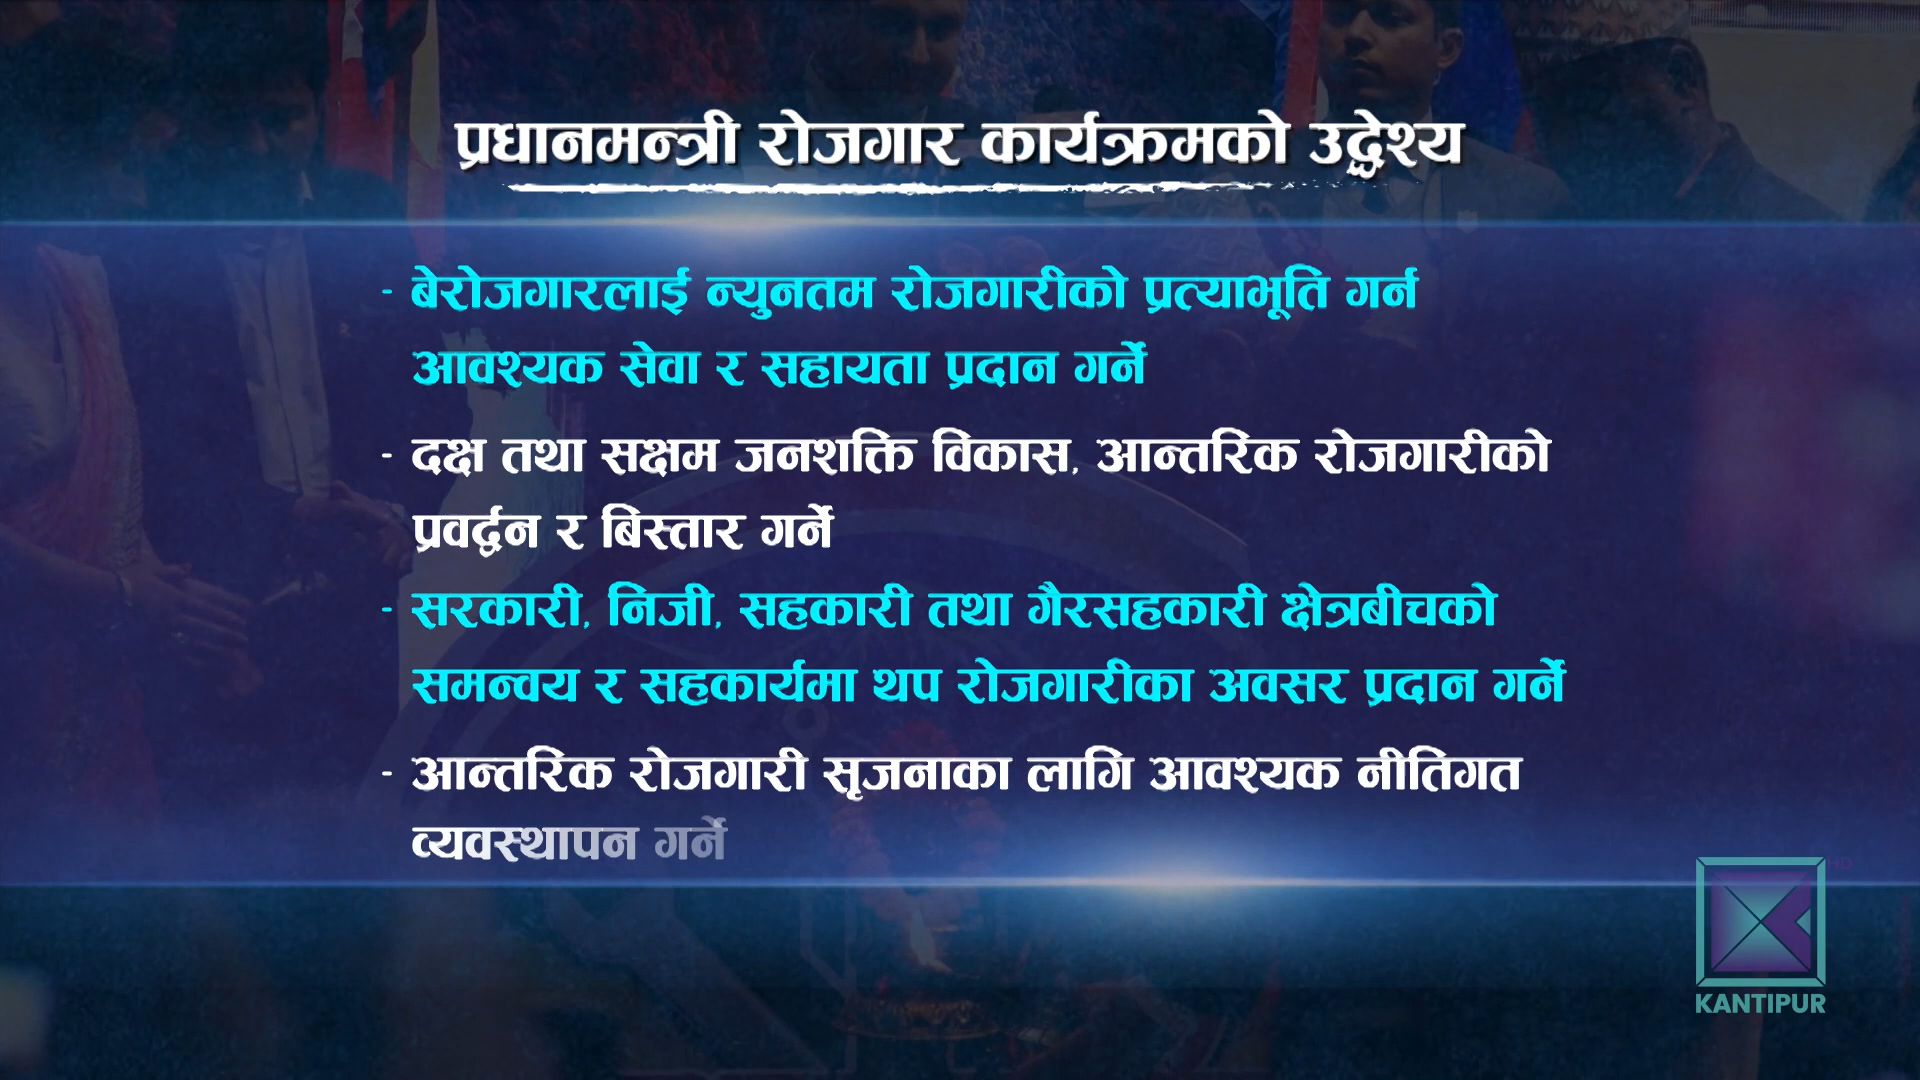 प्रधानमन्त्री रोजगार कार्यक्रमको उद्धेश्य
- बेरोजगारलाई न्युनतम रोजगारीको प्रत्याभूति गर्न
आवश्यक सेवा र सहायता प्रदान गर्ने
- दक्ष तथा सक्षम जनशक्ति विकास, आन्तरिक रोजगारीको
प्रवर्द्धन र बिस्तार गर्ने
- सरकारी, निजी, सहकारी तथा गैरसहकारी क्षेत्रबीचको
समन्वय र सहकार्यमा थप रोजगारीका अवसर प्रदान गर्ने
- आन्तरिक रोजगारी सृजनाका लागि आवश्यक नीतिगत
व्यवस्थापन गर्ने
HD
KANTIPUR